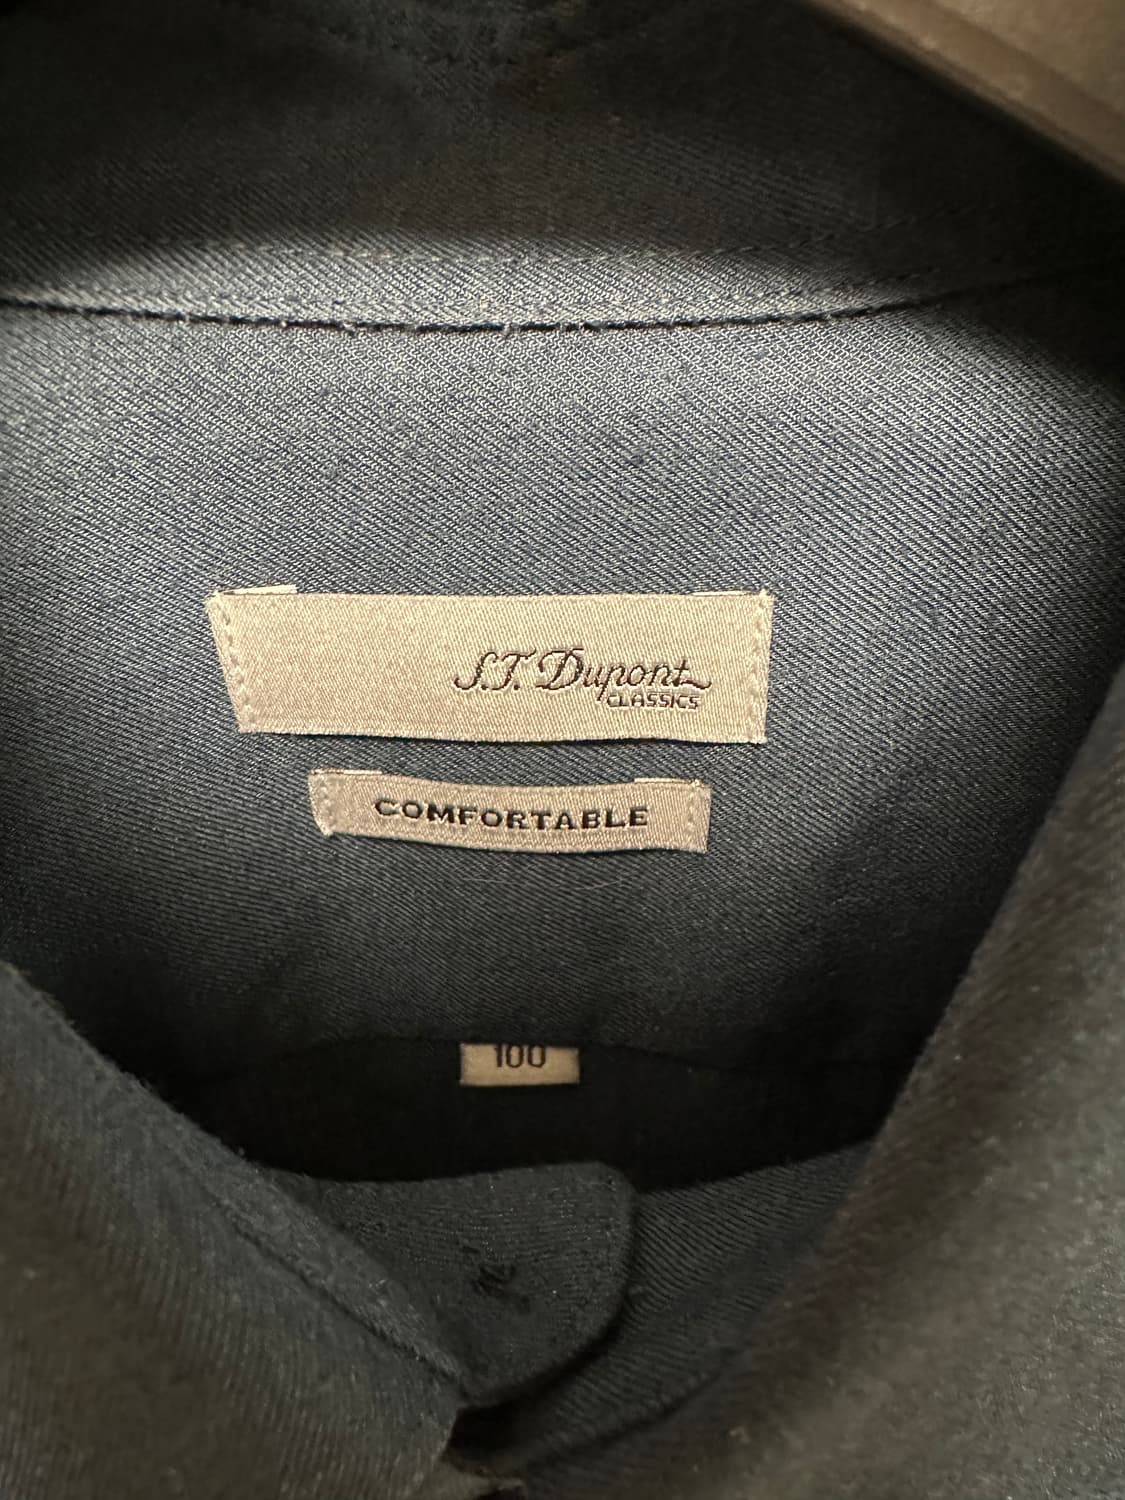 S.T. Dupont
CLASSICS
COMFORTABLE
100